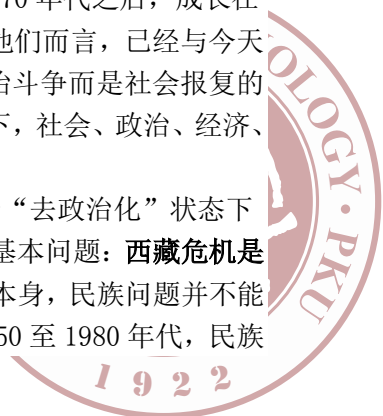 70 年代之后，成长在
他们而言，已经与今天
治斗争而是社会报复的
下，社会、政治、经济、
“去政治化”状态下
基本问题：西藏危机是
本身，民族问题并不能
50 至 1980 年代，民族
OLOGY · PKU
1922